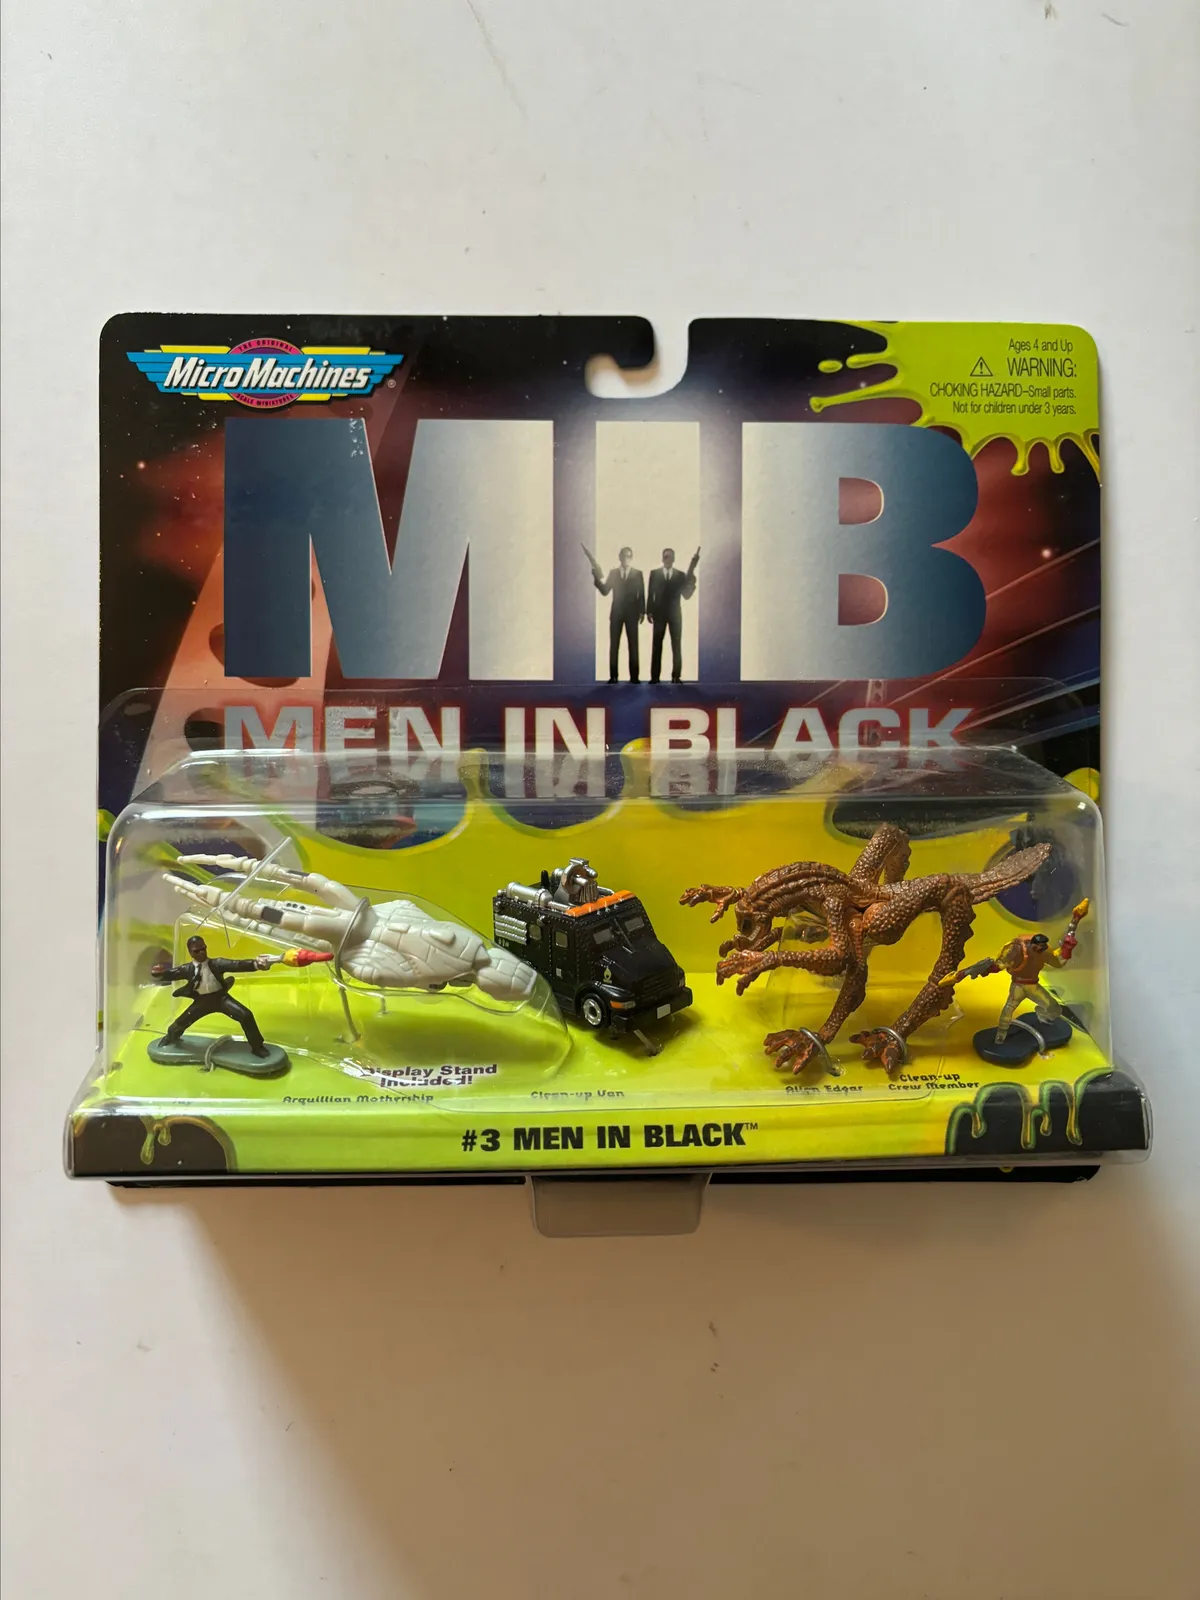 THE ORIGINAL
Micro Machines®
SCALE MINIATURES
Ages 4 and Up
WARNING:
CHOKING HAZARD–Small parts.
Not for children under 3 years.
MIB
MEN IN BLACK
Display Stand
Included!
Arquillian Mothership
Clean-up Van
Alien Edgar
Clean-up
Crew Member
#3 MEN IN BLACK™